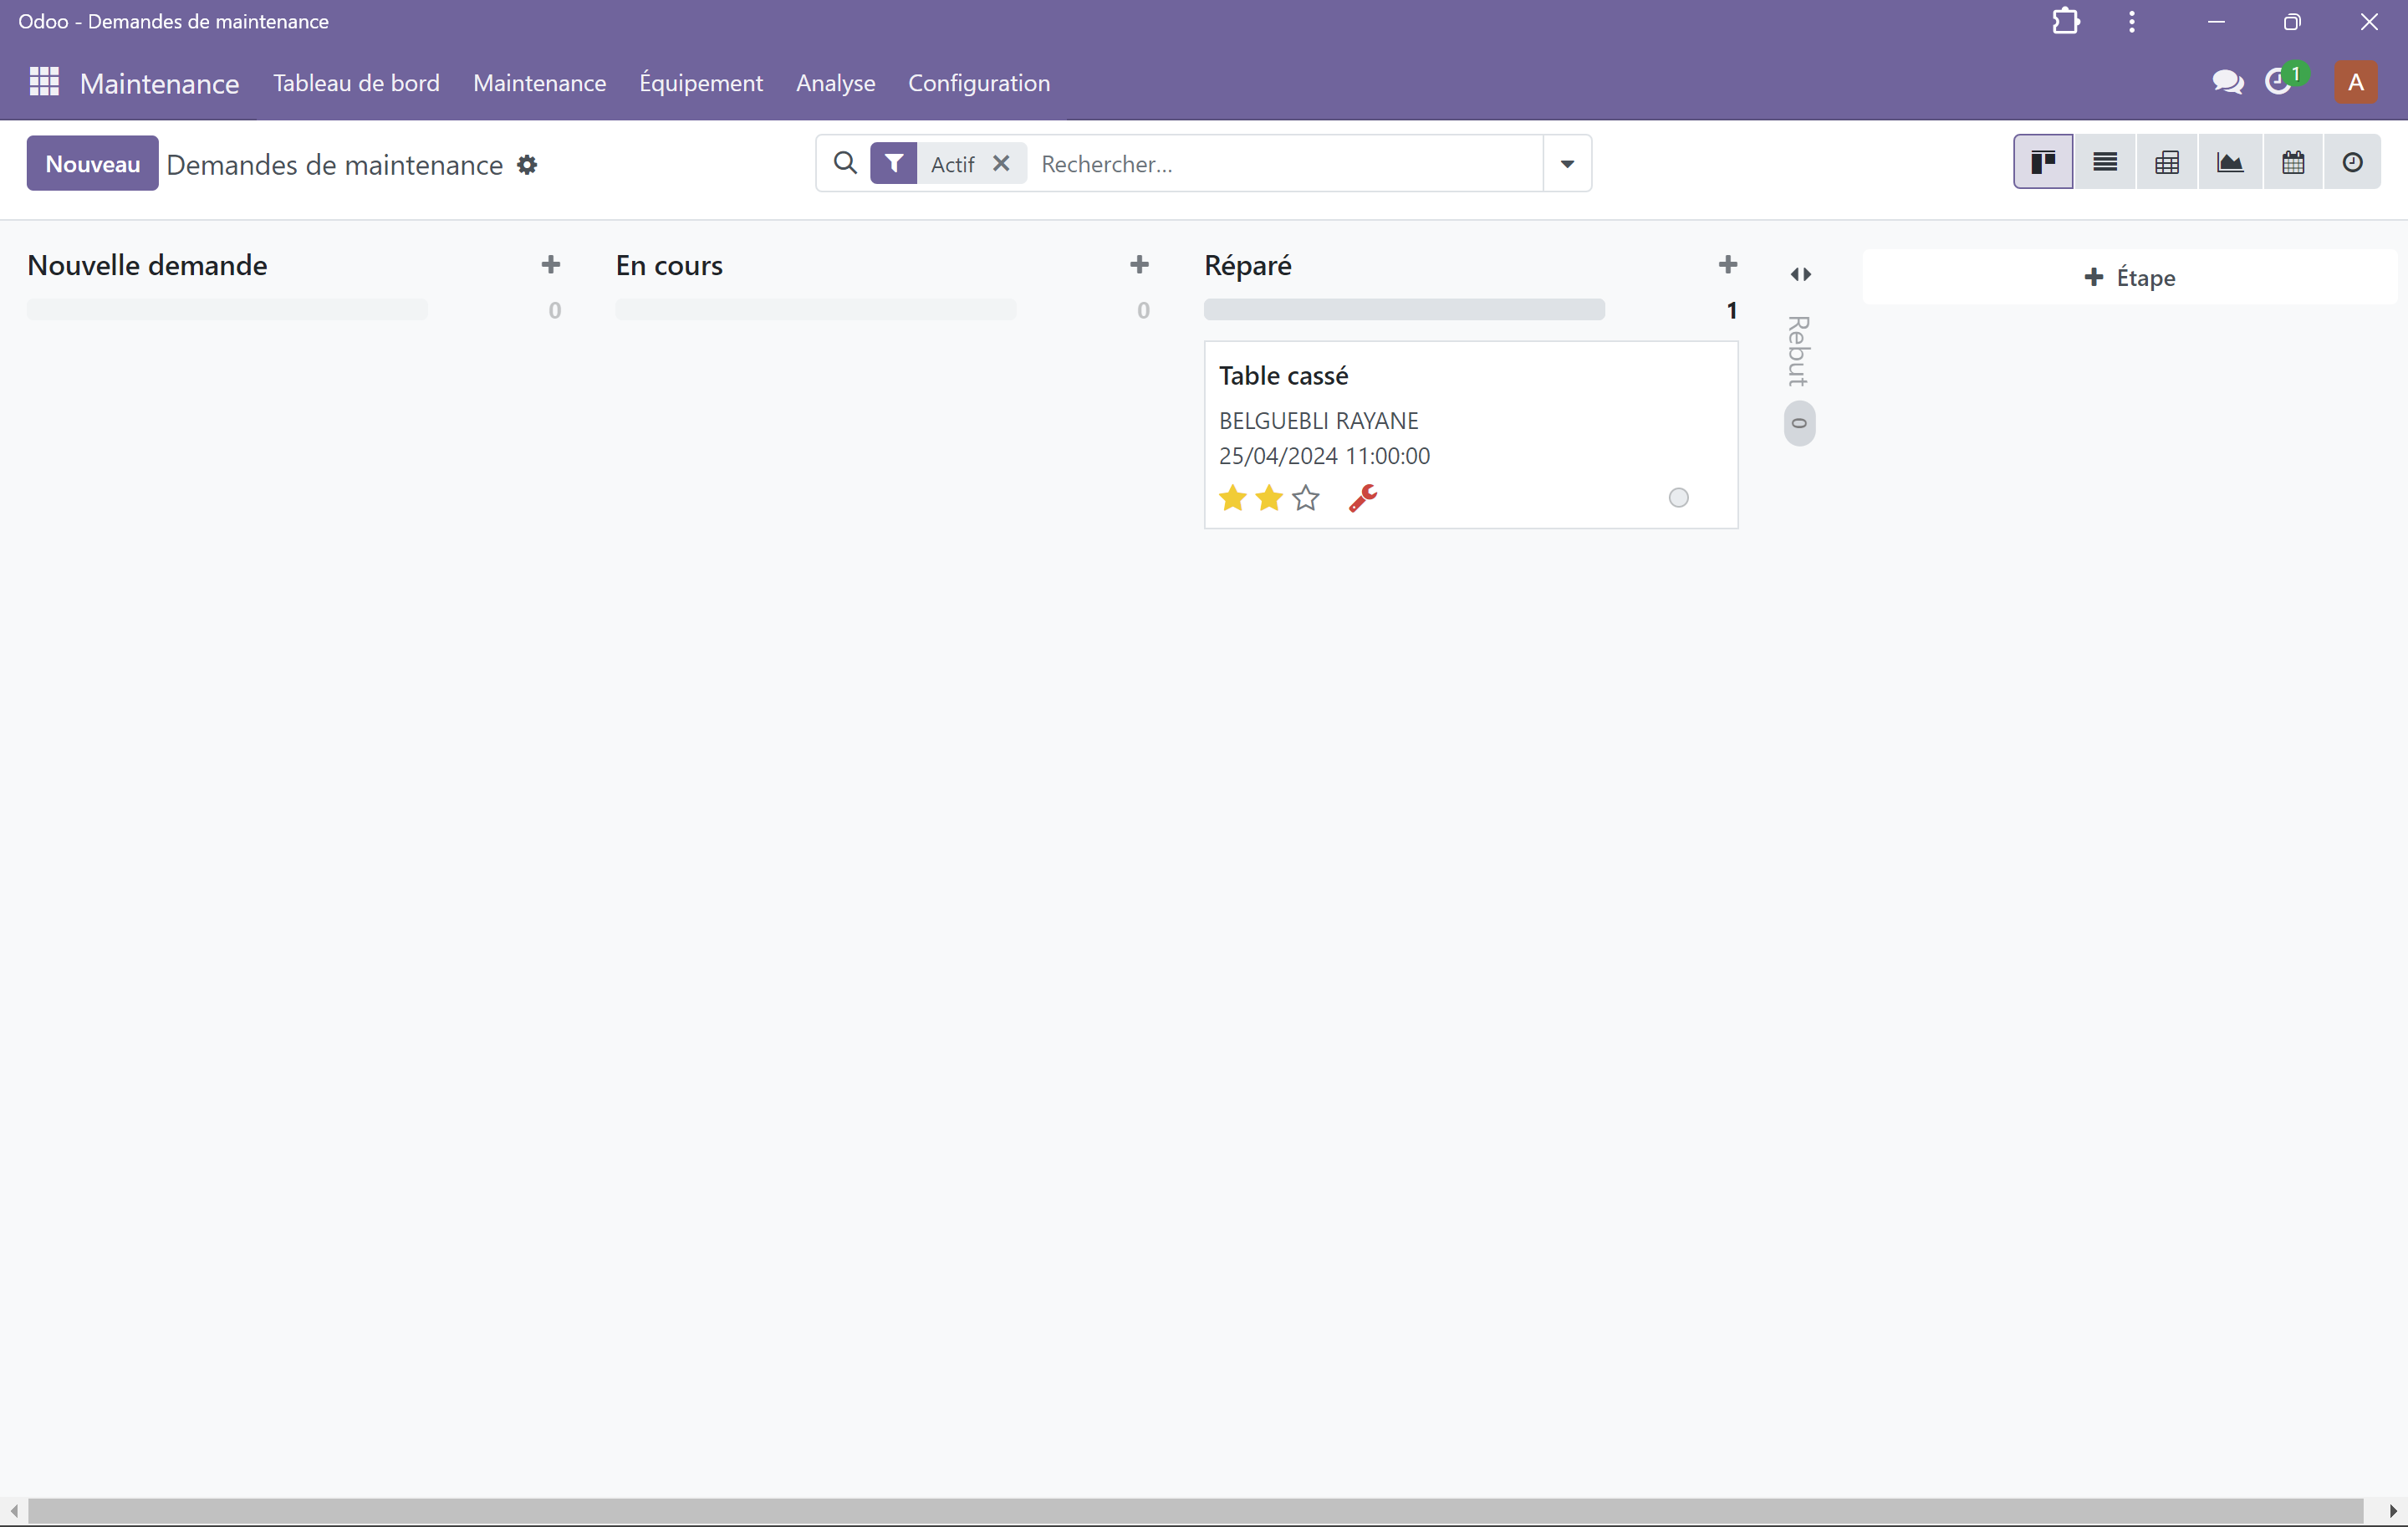 Odoo - Demandes de maintenance
Maintenance Tableau de bord Maintenance Équipement Analyse Configuration 1 A
Nouveau Demandes de maintenance Actif Rechercher...
Nouvelle demande
0
En cours
0
Réparé
1
Table cassé
BELGUEBLI RAYANE
25/04/2024 11:00:00
Rebut
0
Étape